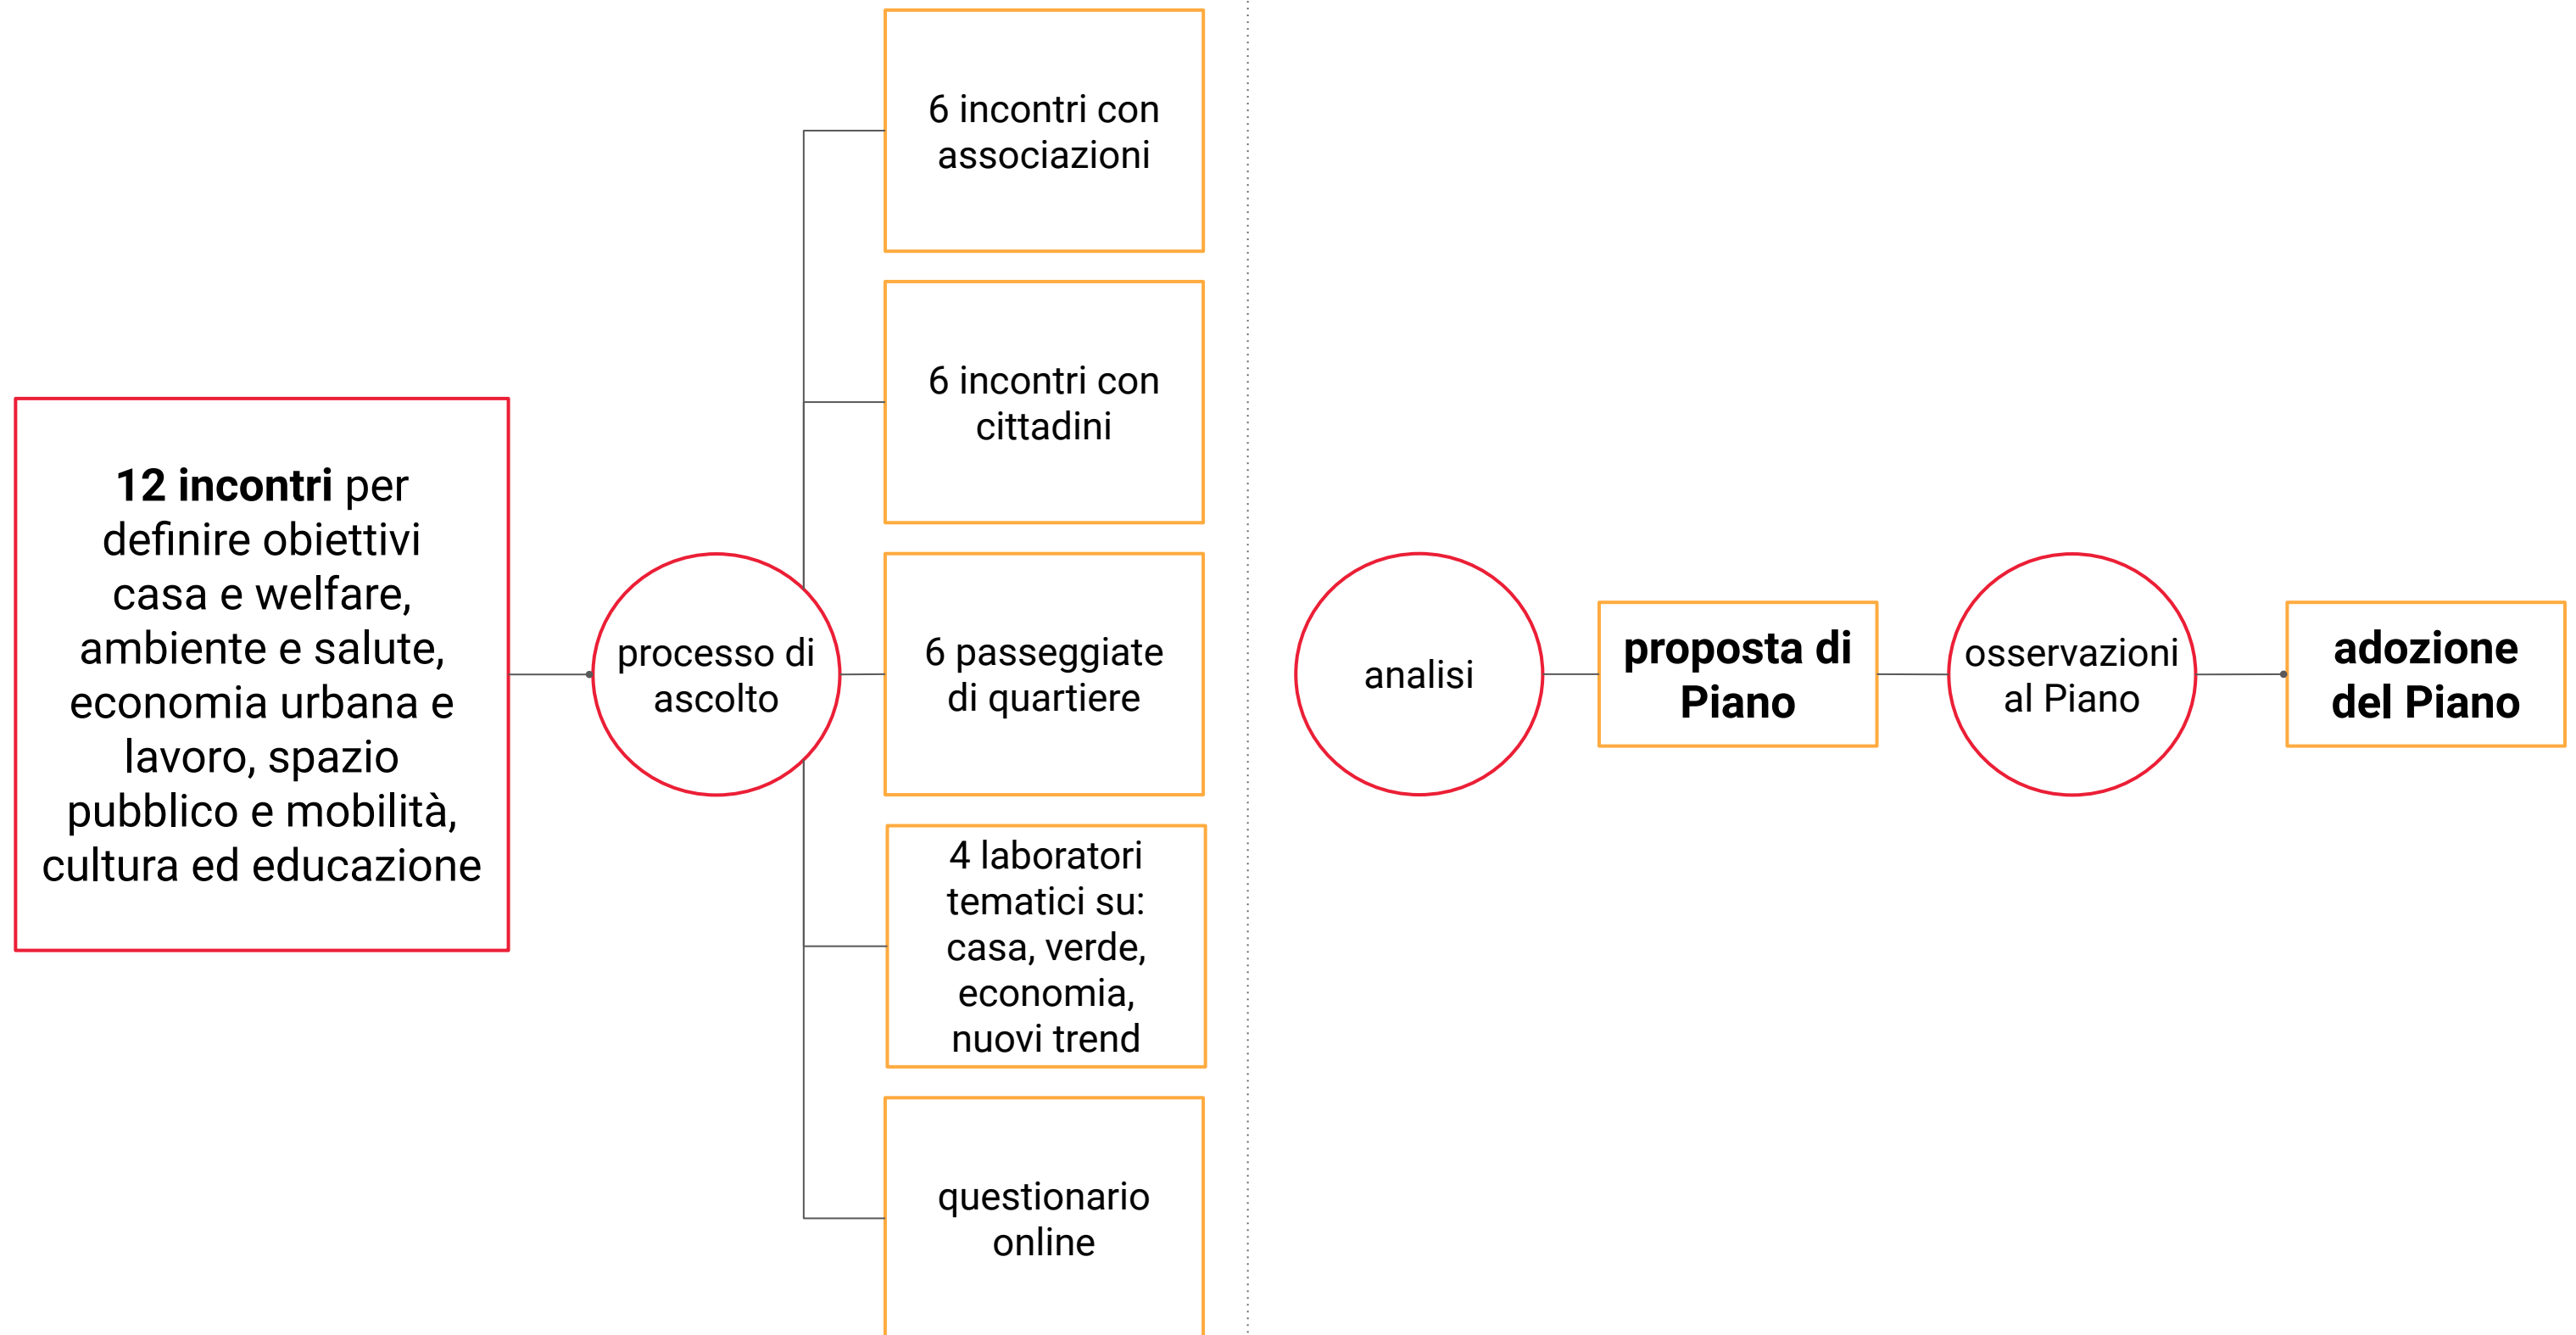 12 incontri per
definire obiettivi
casa e welfare,
ambiente e salute,
economia urbana e
lavoro, spazio
pubblico e mobilità,
cultura ed educazione
processo di
ascolto
6 incontri con
associazioni
6 incontri con
cittadini
6 passeggiate
di quartiere
4 laboratori
tematici su:
casa, verde,
economia,
nuovi trend
questionario
online
analisi
proposta di
Piano
osservazioni
al Piano
adozione
del Piano